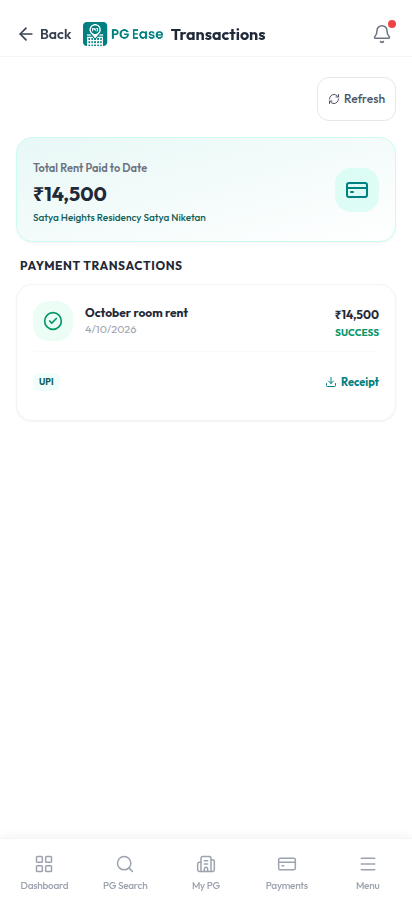 Back PG Ease Transactions
Refresh
Total Rent Paid to Date
₹14,500
Satya Heights Residency Satya Niketan
PAYMENT TRANSACTIONS
October room rent ₹14,500
4/10/2026 SUCCESS
UPI Receipt
Dashboard PG Search My PG Payments Menu